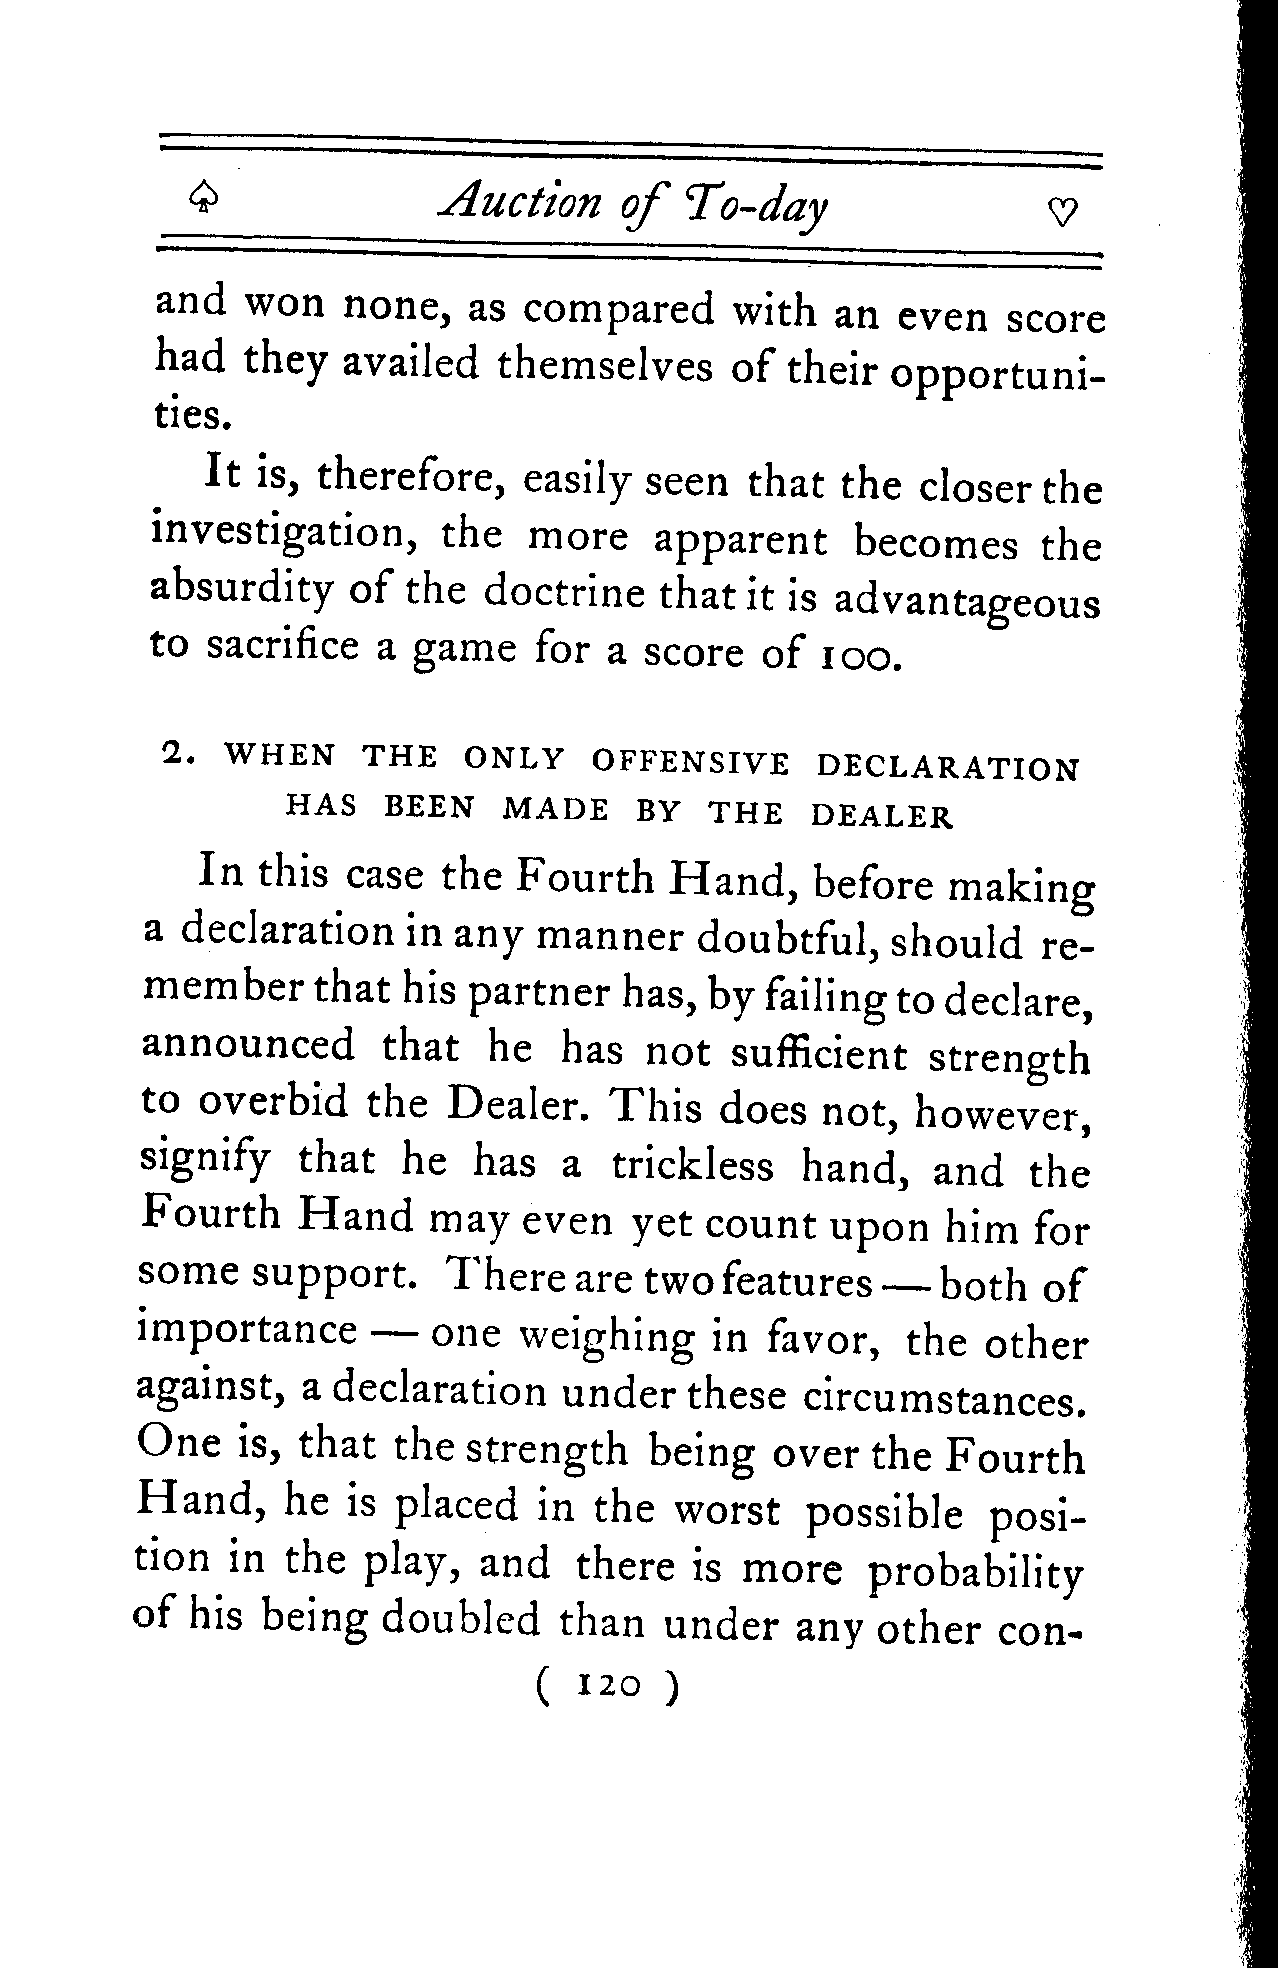 ♤ Auction of To-day ♡
and won none, as compared with an even score
had they availed themselves of their opportuni-
ties.
It is, therefore, easily seen that the closer the
investigation, the more apparent becomes the
absurdity of the doctrine that it is advantageous
to sacrifice a game for a score of 100.
2. WHEN THE ONLY OFFENSIVE DECLARATION
HAS BEEN MADE BY THE DEALER
In this case the Fourth Hand, before making
a declaration in any manner doubtful, should re-
member that his partner has, by failing to declare,
announced that he has not sufficient strength
to overbid the Dealer. This does not, however,
signify that he has a trickless hand, and the
Fourth Hand may even yet count upon him for
some support. There are two features — both of
importance — one weighing in favor, the other
against, a declaration under these circumstances.
One is, that the strength being over the Fourth
Hand, he is placed in the worst possible posi-
tion in the play, and there is more probability
of his being doubled than under any other con-
( 120 )